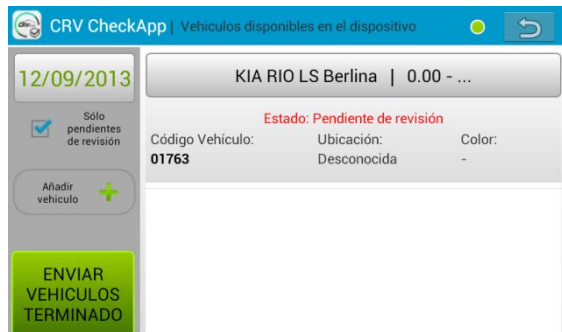 CRV CheckApp | Vehiculos disponibles en el dispositivo
12/09/2013
Sólo
pendientes
de revisión
Añadir
vehiculo
ENVIAR
VEHICULOS
TERMINADO
KIA RIO LS Berlina | 0.00 - ...
Estado: Pendiente de revisión
Código Vehículo: Ubicación: Color:
01763 Desconocida -